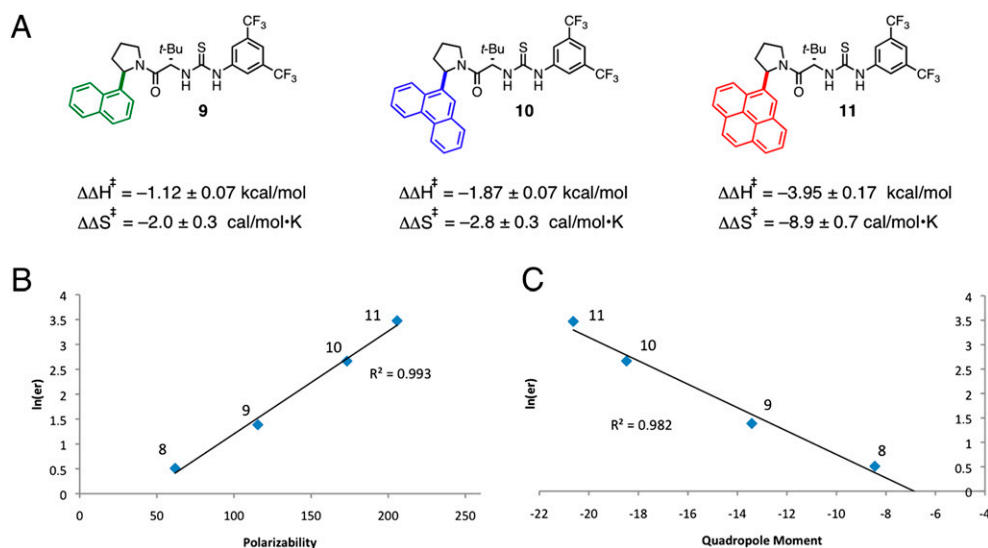 A
t-Bu
S
CF3
N
O
N
H
N
H
CF3
9
t-Bu
S
CF3
N
O
N
H
N
H
CF3
10
t-Bu
S
CF3
N
O
N
H
N
H
CF3
11
ΔΔH‡ = –1.12 ± 0.07 kcal/mol
ΔΔS‡ = –2.0 ± 0.3 cal/mol•K
ΔΔH‡ = –1.87 ± 0.07 kcal/mol
ΔΔS‡ = –2.8 ± 0.3 cal/mol•K
ΔΔH‡ = –3.95 ± 0.17 kcal/mol
ΔΔS‡ = –8.9 ± 0.7 cal/mol•K
B
ln(er)
4
3.5
3
2.5
2
1.5
1
0.5
0
8
9
10
11
R² = 0.993
0 50 100 150 200 250
Polarizability
C
11
10
9
8
R² = 0.982
ln(er)
4
3.5
3
2.5
2
1.5
1
0.5
0
-22 -20 -18 -16 -14 -12 -10 -8 -6 -4
Quadropole Moment